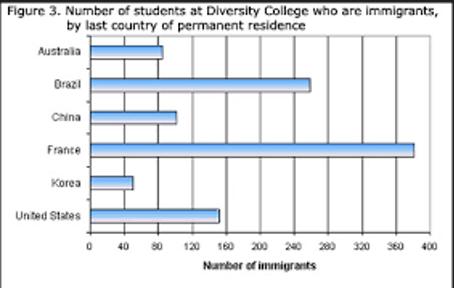 Figure 3. Number of students at Diversity College who are immigrants,
by last country of permanent residence
Australia
Brazil
China
France
Korea
United States
0 40 80 120 160 200 240 280 320 360 400
Number of immigrants